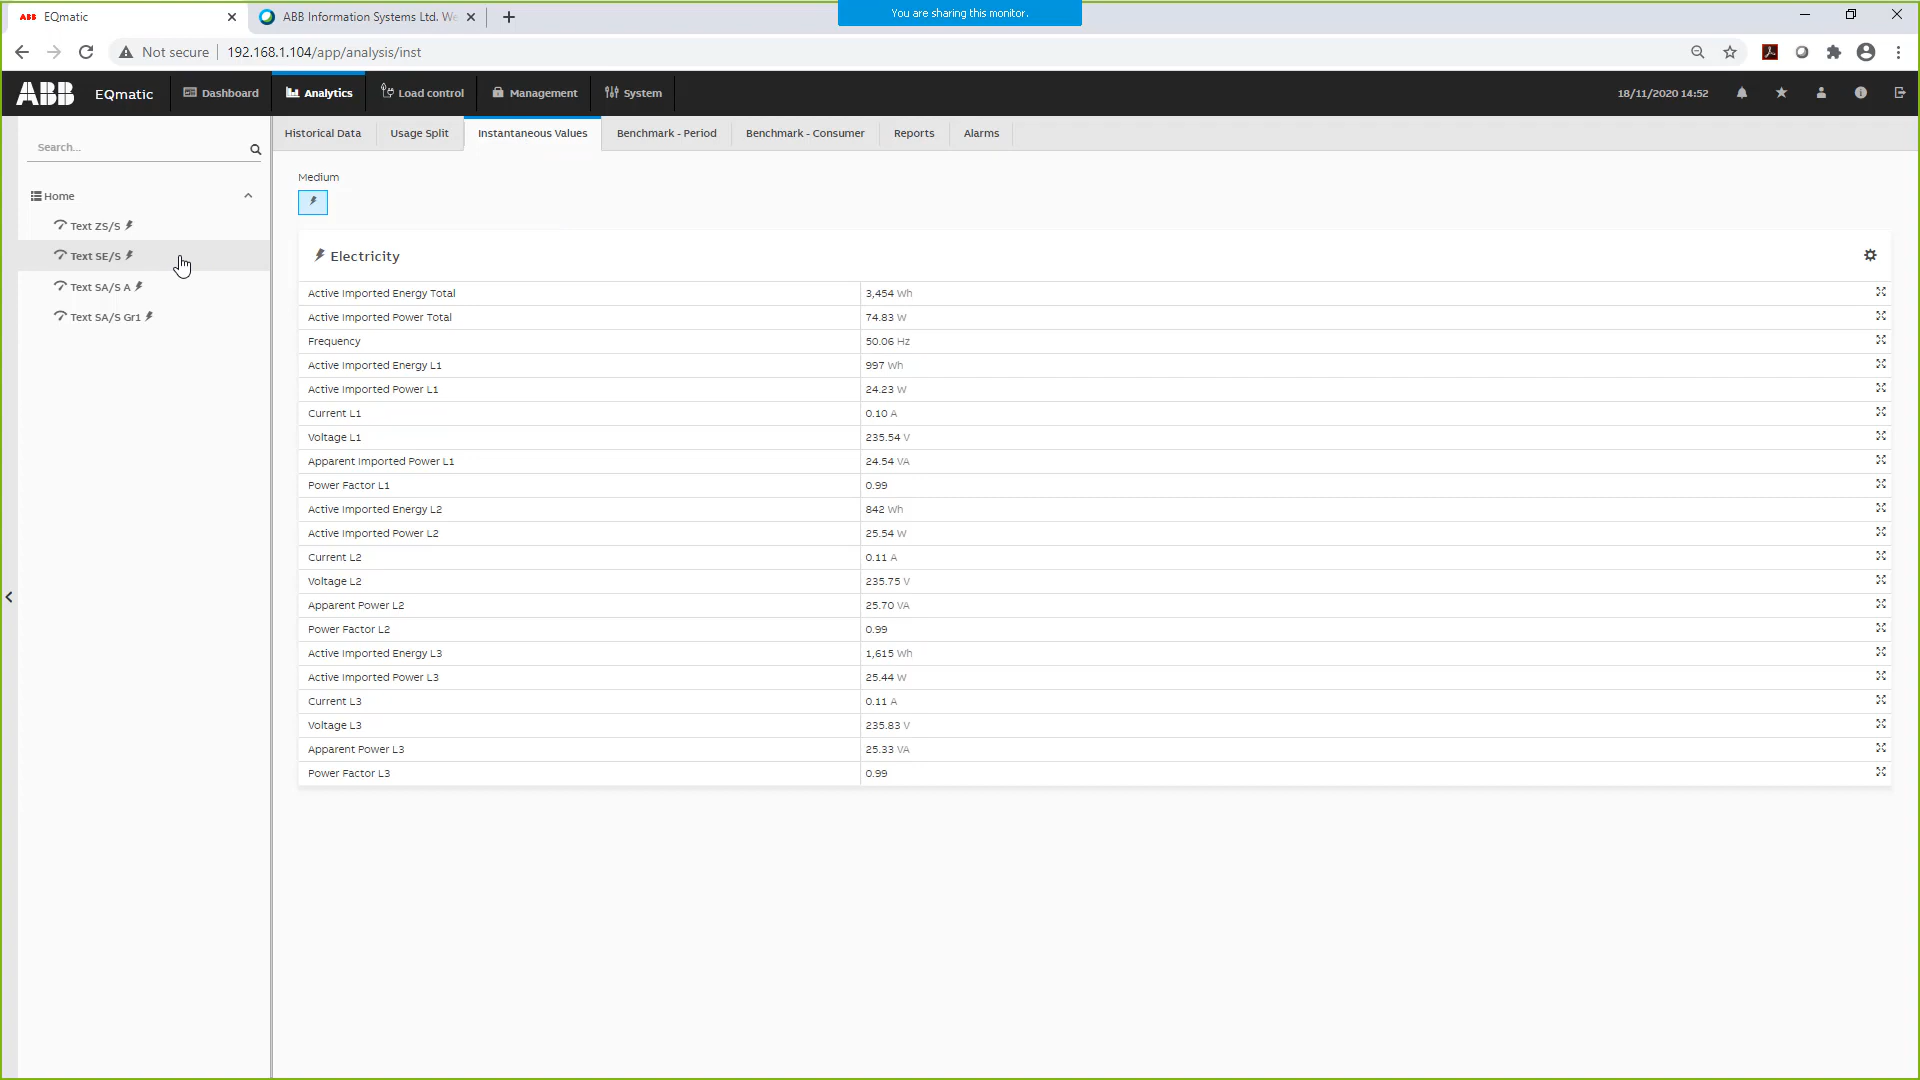 ABB EQmatic
ABB Information Systems Ltd. We
You are sharing this monitor.
Not secure 192.168.1.104/app/analysis/inst
ABB EQmatic Dashboard Analytics Load control Management System 18/11/2020 14:52
Search...
Historical Data Usage Split Instantaneous Values Benchmark - Period Benchmark - Consumer Reports Alarms
Home
Text ZS/S
Text SE/S
Text SA/S A
Text SA/S Gr1
Medium
Electricity
Active Imported Energy Total 3,454 Wh
Active Imported Power Total 74.83 W
Frequency 50.06 Hz
Active Imported Energy L1 997 Wh
Active Imported Power L1 24.23 W
Current L1 0.10 A
Voltage L1 235.54 V
Apparent Imported Power L1 24.54 VA
Power Factor L1 0.99
Active Imported Energy L2 842 Wh
Active Imported Power L2 25.54 W
Current L2 0.11 A
Voltage L2 235.75 V
Apparent Power L2 25.70 VA
Power Factor L2 0.99
Active Imported Energy L3 1,615 Wh
Active Imported Power L3 25.44 W
Current L3 0.11 A
Voltage L3 235.83 V
Apparent Power L3 25.33 VA
Power Factor L3 0.99